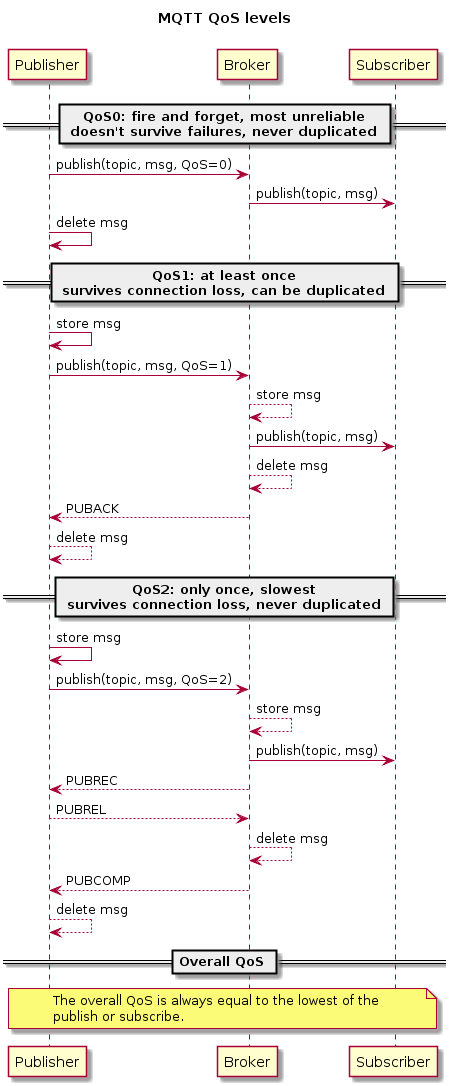 MQTT QoS levels
Publisher
Broker
Subscriber
QoS0: fire and forget, most unreliable
doesn't survive failures, never duplicated
publish(topic, msg, QoS=0)
publish(topic, msg)
delete msg
QoS1: at least once
survives connection loss, can be duplicated
store msg
publish(topic, msg, QoS=1)
store msg
publish(topic, msg)
delete msg
PUBACK
delete msg
QoS2: only once, slowest
survives connection loss, never duplicated
store msg
publish(topic, msg, QoS=2)
store msg
publish(topic, msg)
PUBREC
PUBREL
delete msg
PUBCOMP
delete msg
Overall QoS
The overall QoS is always equal to the lowest of the
publish or subscribe.
Publisher
Broker
Subscriber